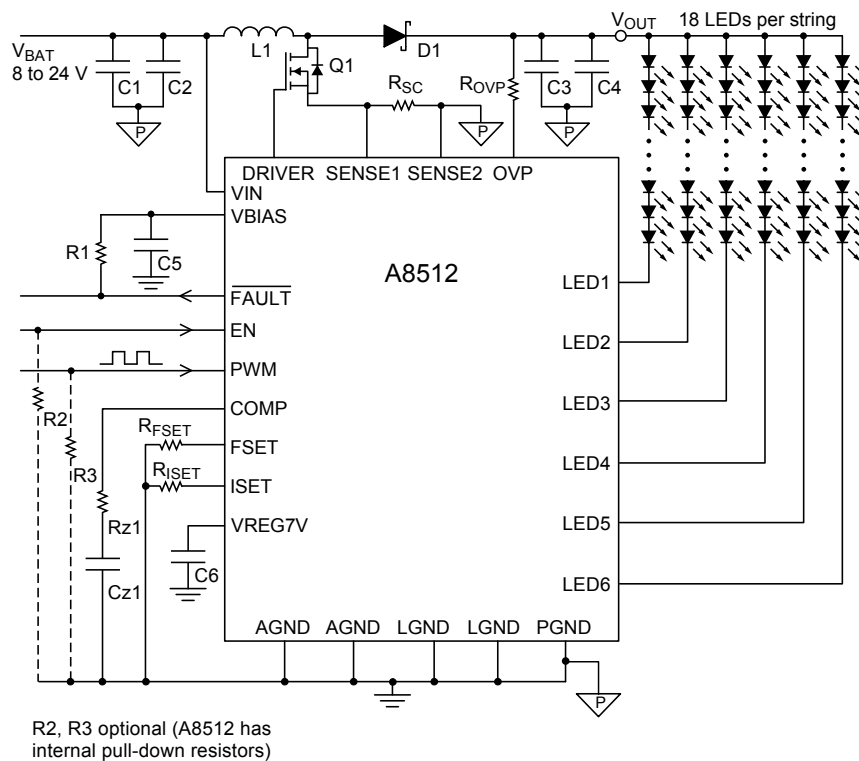 VOUT
18 LEDs per string
VBAT
8 to 24 V
L1
D1
Q1
C1
C2
RSC
ROVP
C3
C4
P
P
P
DRIVER
SENSE1
SENSE2
OVP
VIN
VBIAS
R1
C5
A8512
FAULT
LED1
EN
LED2
PWM
R2
COMP
LED3
RFSET
FSET
R3
RISET
LED4
ISET
Rz1
VREG7V
LED5
C6
Cz1
LED6
AGND
AGND
LGND
LGND
PGND
P
R2, R3 optional (A8512 has
internal pull-down resistors)